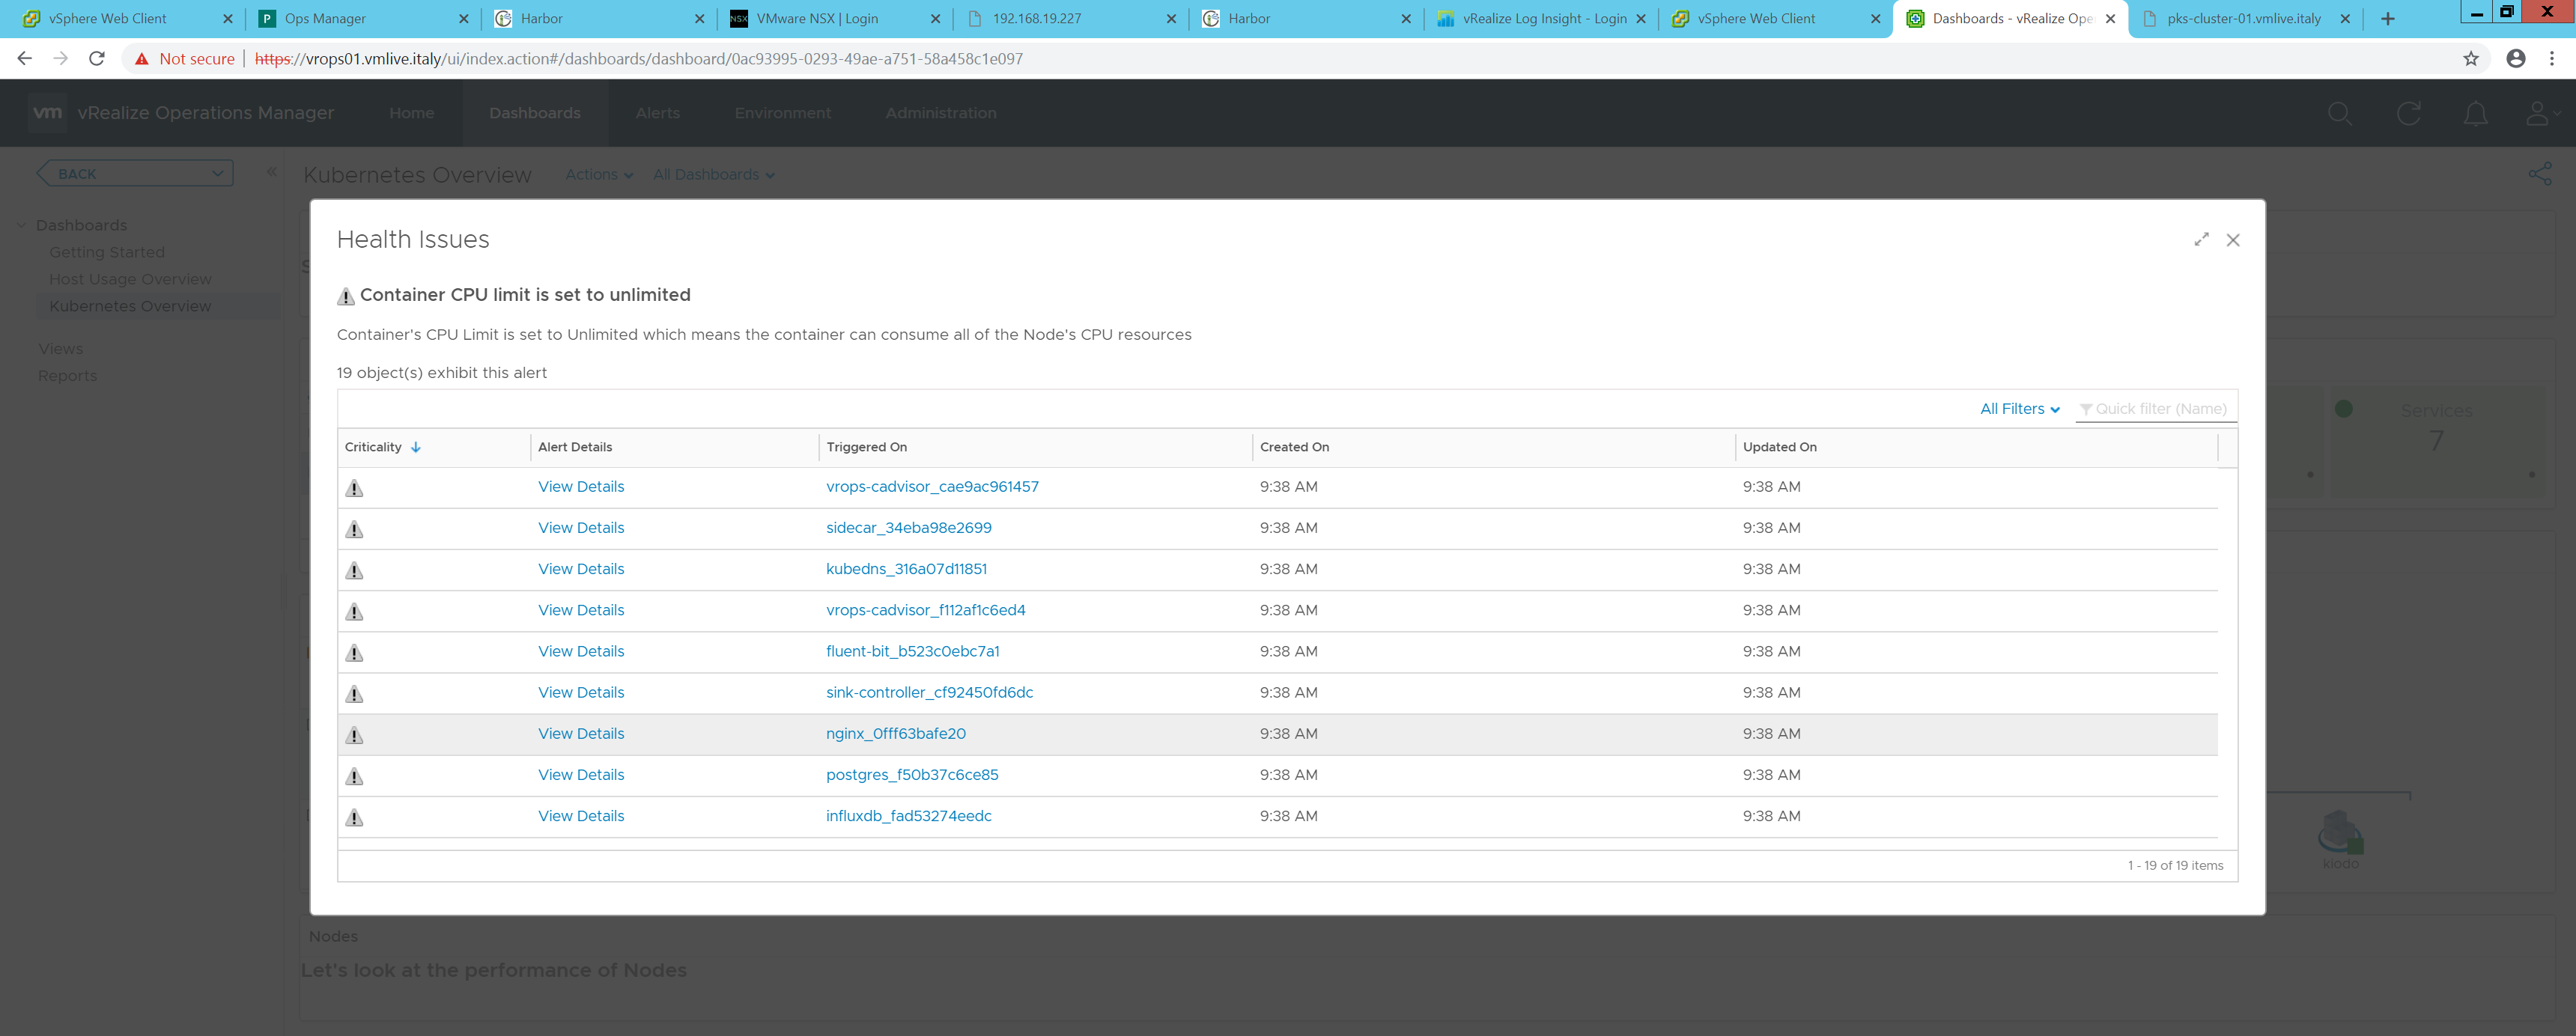 vSphere Web Client
Ops Manager
Harbor
NSX VMware NSX | Login
192.168.19.227
Harbor
vRealize Log Insight - Login
vSphere Web Client
Dashboards - vRealize Ope
pks-cluster-01.vmlive.italy
Not secure | https://vrops01.vmlive.italy/ui/index.action#/dashboards/dashboard/0ac93995-0293-49ae-a751-58a458c1e097
vm vRealize Operations Manager Home Dashboards Alerts Environment Administration
BACK
Kubernetes Overview Actions All Dashboards
Dashboards
Getting Started
Host Usage Overview
Kubernetes Overview
Views
Reports
Health Issues
Container CPU limit is set to unlimited
Container's CPU Limit is set to Unlimited which means the container can consume all of the Node's CPU resources
19 object(s) exhibit this alert
All Filters Quick filter (Name)
Criticality Alert Details Triggered On Created On Updated On
View Details vrops-cadvisor_cae9ac961457 9:38 AM 9:38 AM
View Details sidecar_34eba98e2699 9:38 AM 9:38 AM
View Details kubedns_316a07d11851 9:38 AM 9:38 AM
View Details vrops-cadvisor_f112af1c6ed4 9:38 AM 9:38 AM
View Details fluent-bit_b523c0ebc7a1 9:38 AM 9:38 AM
View Details sink-controller_cf92450fd6dc 9:38 AM 9:38 AM
View Details nginx_0fff63bafe20 9:38 AM 9:38 AM
View Details postgres_f50b37c6ce85 9:38 AM 9:38 AM
View Details influxdb_fad53274eedc 9:38 AM 9:38 AM
1 - 19 of 19 items
Services
7
kiodo
Nodes
Let's look at the performance of Nodes